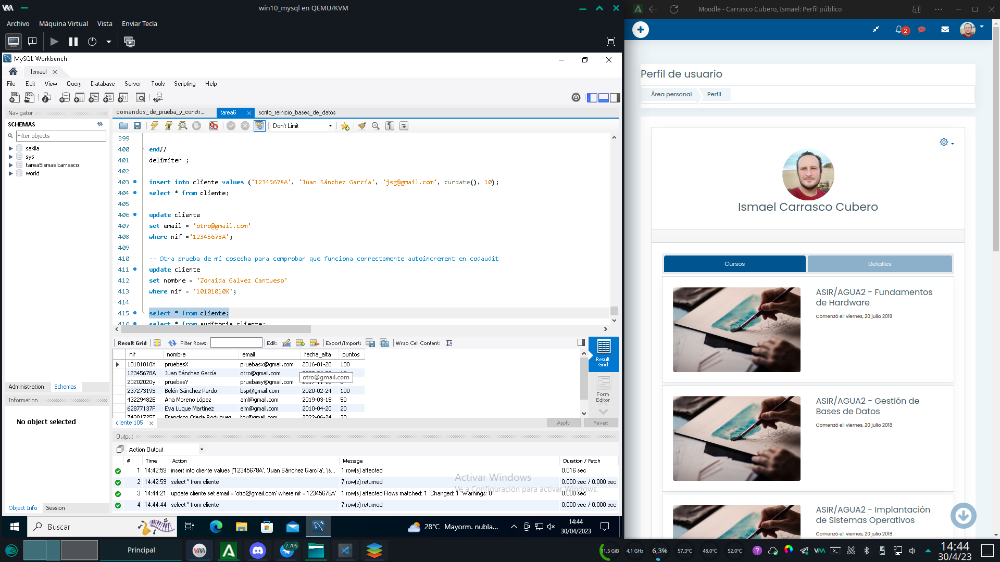 win10_mysql en QEMU/KVM
Archivo Máquina Virtual Vista Enviar Tecla
MySQL Workbench
Ismael
File Edit View Query Database Server Tools Scripting Help
Navigator
SCHEMAS
Filter objects
sakila
sys
tarea5ismaelcarrasco
world
Administration Schemas
Information
No object selected
Object Info Session
comandos_de_prueba_y_constr... tarea6 scritp_reinicio_bases_de_datos
Don't Limit
399
400 end//
401 delimiter ;
402
403 insert into cliente values ('12345678A', 'Juan Sánchez García', 'jsg@gmail.com', curdate(), 10);
404 select * from cliente;
405
406 update cliente
407 set email = 'otro@gmail.com'
408 where nif ='12345678A';
409
410 -- Otra prueba de mi cosecha para comprobar que funciona correctamente autoincrement en codaudit
411 update cliente
412 set nombre = 'Zoraida Galvez Cantueso'
413 where nif = '10101010X';
414
415 select * from cliente;
416 select * from auditoria_cliente;
Result Grid Filter Rows: Edit: Export/Import: Wrap Cell Content:
nif nombre email fecha_alta puntos
10101010X pruebasX pruebasx@gmail.com 2016-01-20 100
12345678A Juan Sánchez García otro@gmail.com
otro@gmail.com
20202020y pruebasY pruebasy@gmail.com
23727319S Belén Sánchez Pardo bsp@gmail.com 2020-02-24 100
43229482E Ana Moreno López aml@gmail.com 2019-03-15 50
62877137F Eva Luque Martínez elm@gmail.com 2010-04-20 20
74381725T Francisco Ojeda Rodríguez for@gmail.com 2022-06-24 30
Result Grid
Form Editor
cliente 105 Apply Revert
Output
Action Output
# Time Action Message Duration / Fetch
1 14:42:59 insert into cliente values ('12345678A', 'Juan Sánchez García', 'js... 1 row(s) affected 0.016 sec
2 14:42:59 select * from cliente 7 row(s) returned 0.000 sec / 0.000 sec
3 14:44:21 update cliente set email = 'otro@gmail.com' where nif ='12345678A' 1 row(s) affected Rows matched: 1 Changed: 1 Warnings: 0 0.000 sec
4 14:44:44 select * from cliente 7 row(s) returned 0.000 sec / 0.000 sec
Activar Windows
Ve a Configuración para activar Windows.
Buscar
28°C Mayorm. nubla...
14:44
30/04/2023
Moodle - Carrasco Cubero, Ismael: Perfil público
2
Perfil de usuario
Área personal Perfil
Ismael Carrasco Cubero
Cursos Detalles
ASIR/AGUA2 - Fundamentos de Hardware
Comenzó el: viernes, 20 julio 2018
ASIR/AGUA2 - Gestión de Bases de Datos
Comenzó el: viernes, 20 julio 2018
ASIR/AGUA2 - Implantación de Sistemas Operativos
Comenzó el: viernes, 20 julio 2018
Principal
7.705
11,5 GiB 4,1 GHz 6,3% 57,3°C 48,0°C 52,0°C
14:44
30/4/23